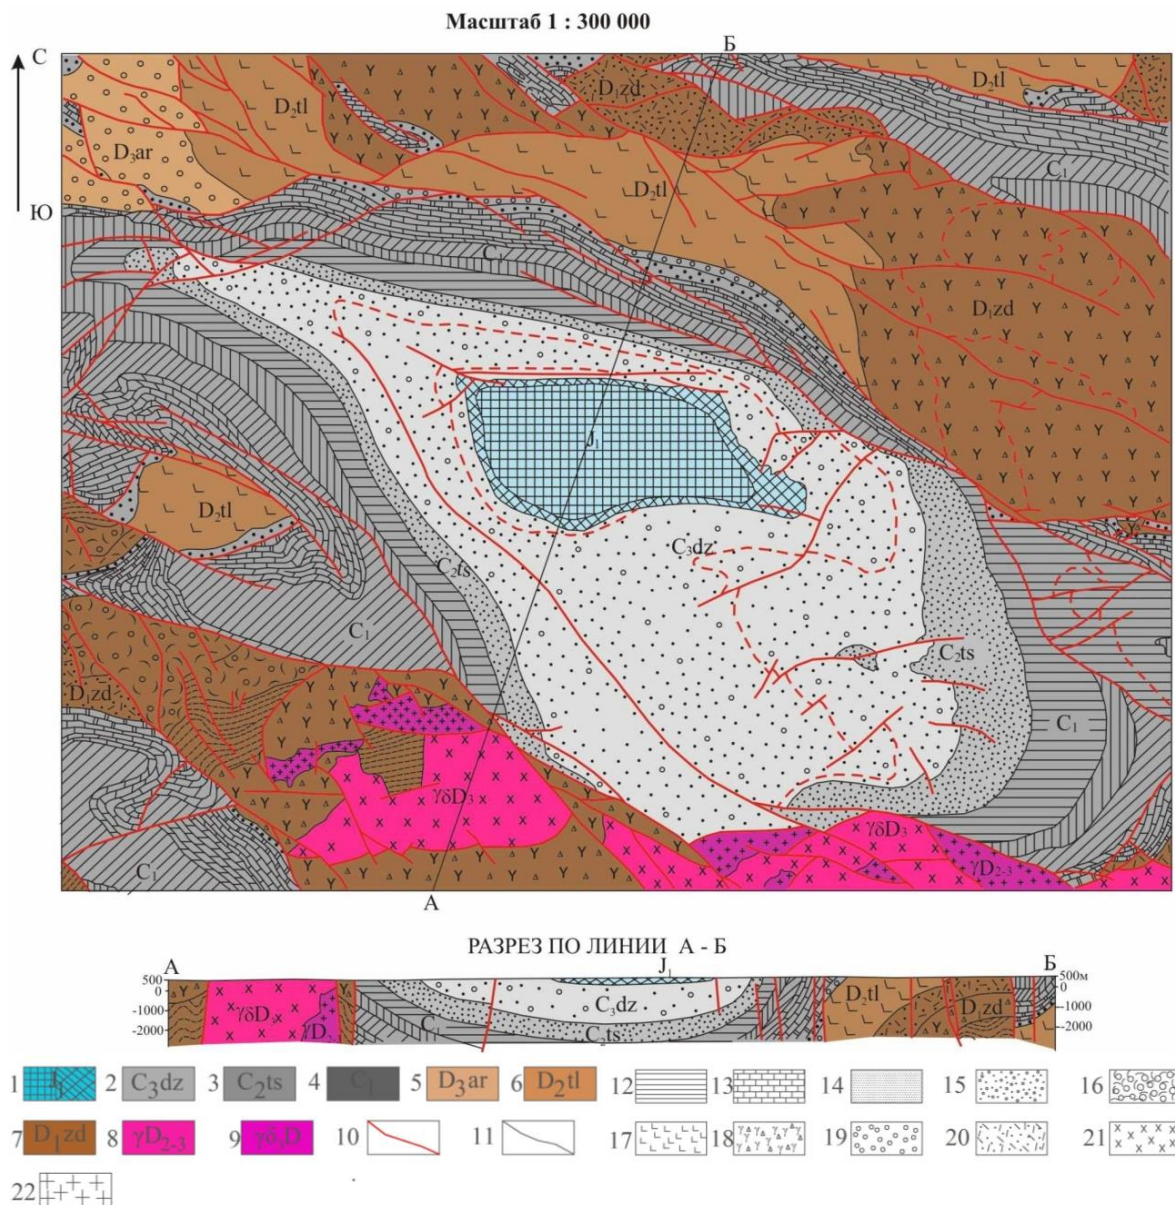 Масштаб 1 : 300 000
С
Б
D₁zd
D₂tl
D₂tl
D₃ar
C₁
D₂tl
Ю
C₁
D₁zd
J₁
D₂tl
C₃dz
C₂ts
C₁
C₂ts
D₁zd
C₁
γδD₃
γδD₃
C₁
γD₂₋₃
А
РАЗРЕЗ ПО ЛИНИИ А - Б
А
J₁
Б
500
0
-1000
-2000
γδD₃
γD₂
C₁
C₃dz
C₂ts
D₂tl
D₁zd
500м
0
-1000
-2000
1 J₁ 2 C₃dz 3 C₂ts 4 C₁ 5 D₃ar 6 D₂tl 12 13 14 15 16
7 D₁zd 8 γD₂₋₃ 9 γδ₃D 10 11 17 18 19 20 21
22